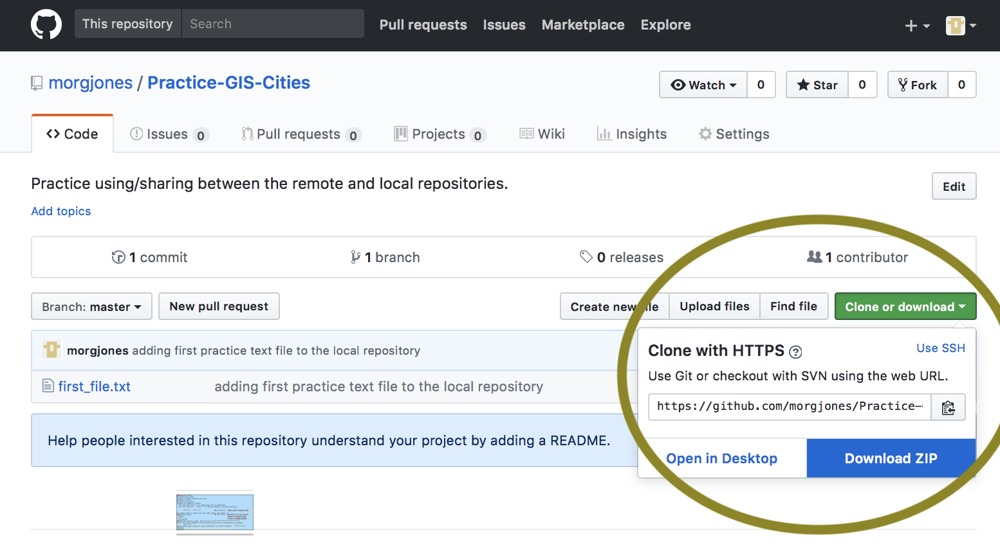 This repository Search Pull requests Issues Marketplace Explore
morgjones / Practice-GIS-Cities Watch 0 Star 0 Fork 0
Code Issues 0 Pull requests 0 Projects 0 Wiki Insights Settings
Practice using/sharing between the remote and local repositories. Edit
Add topics
1 commit 1 branch 0 releases 1 contributor
Branch: master New pull request Create new file Upload files Find file Clone or download
morgjones adding first practice text file to the local repository
first_file.txt adding first practice text file to the local repository
Help people interested in this repository understand your project by adding a README.
Clone with HTTPS ? Use SSH
Use Git or checkout with SVN using the web URL.
https://github.com/morgjones/Practice-
Open in Desktop Download ZIP